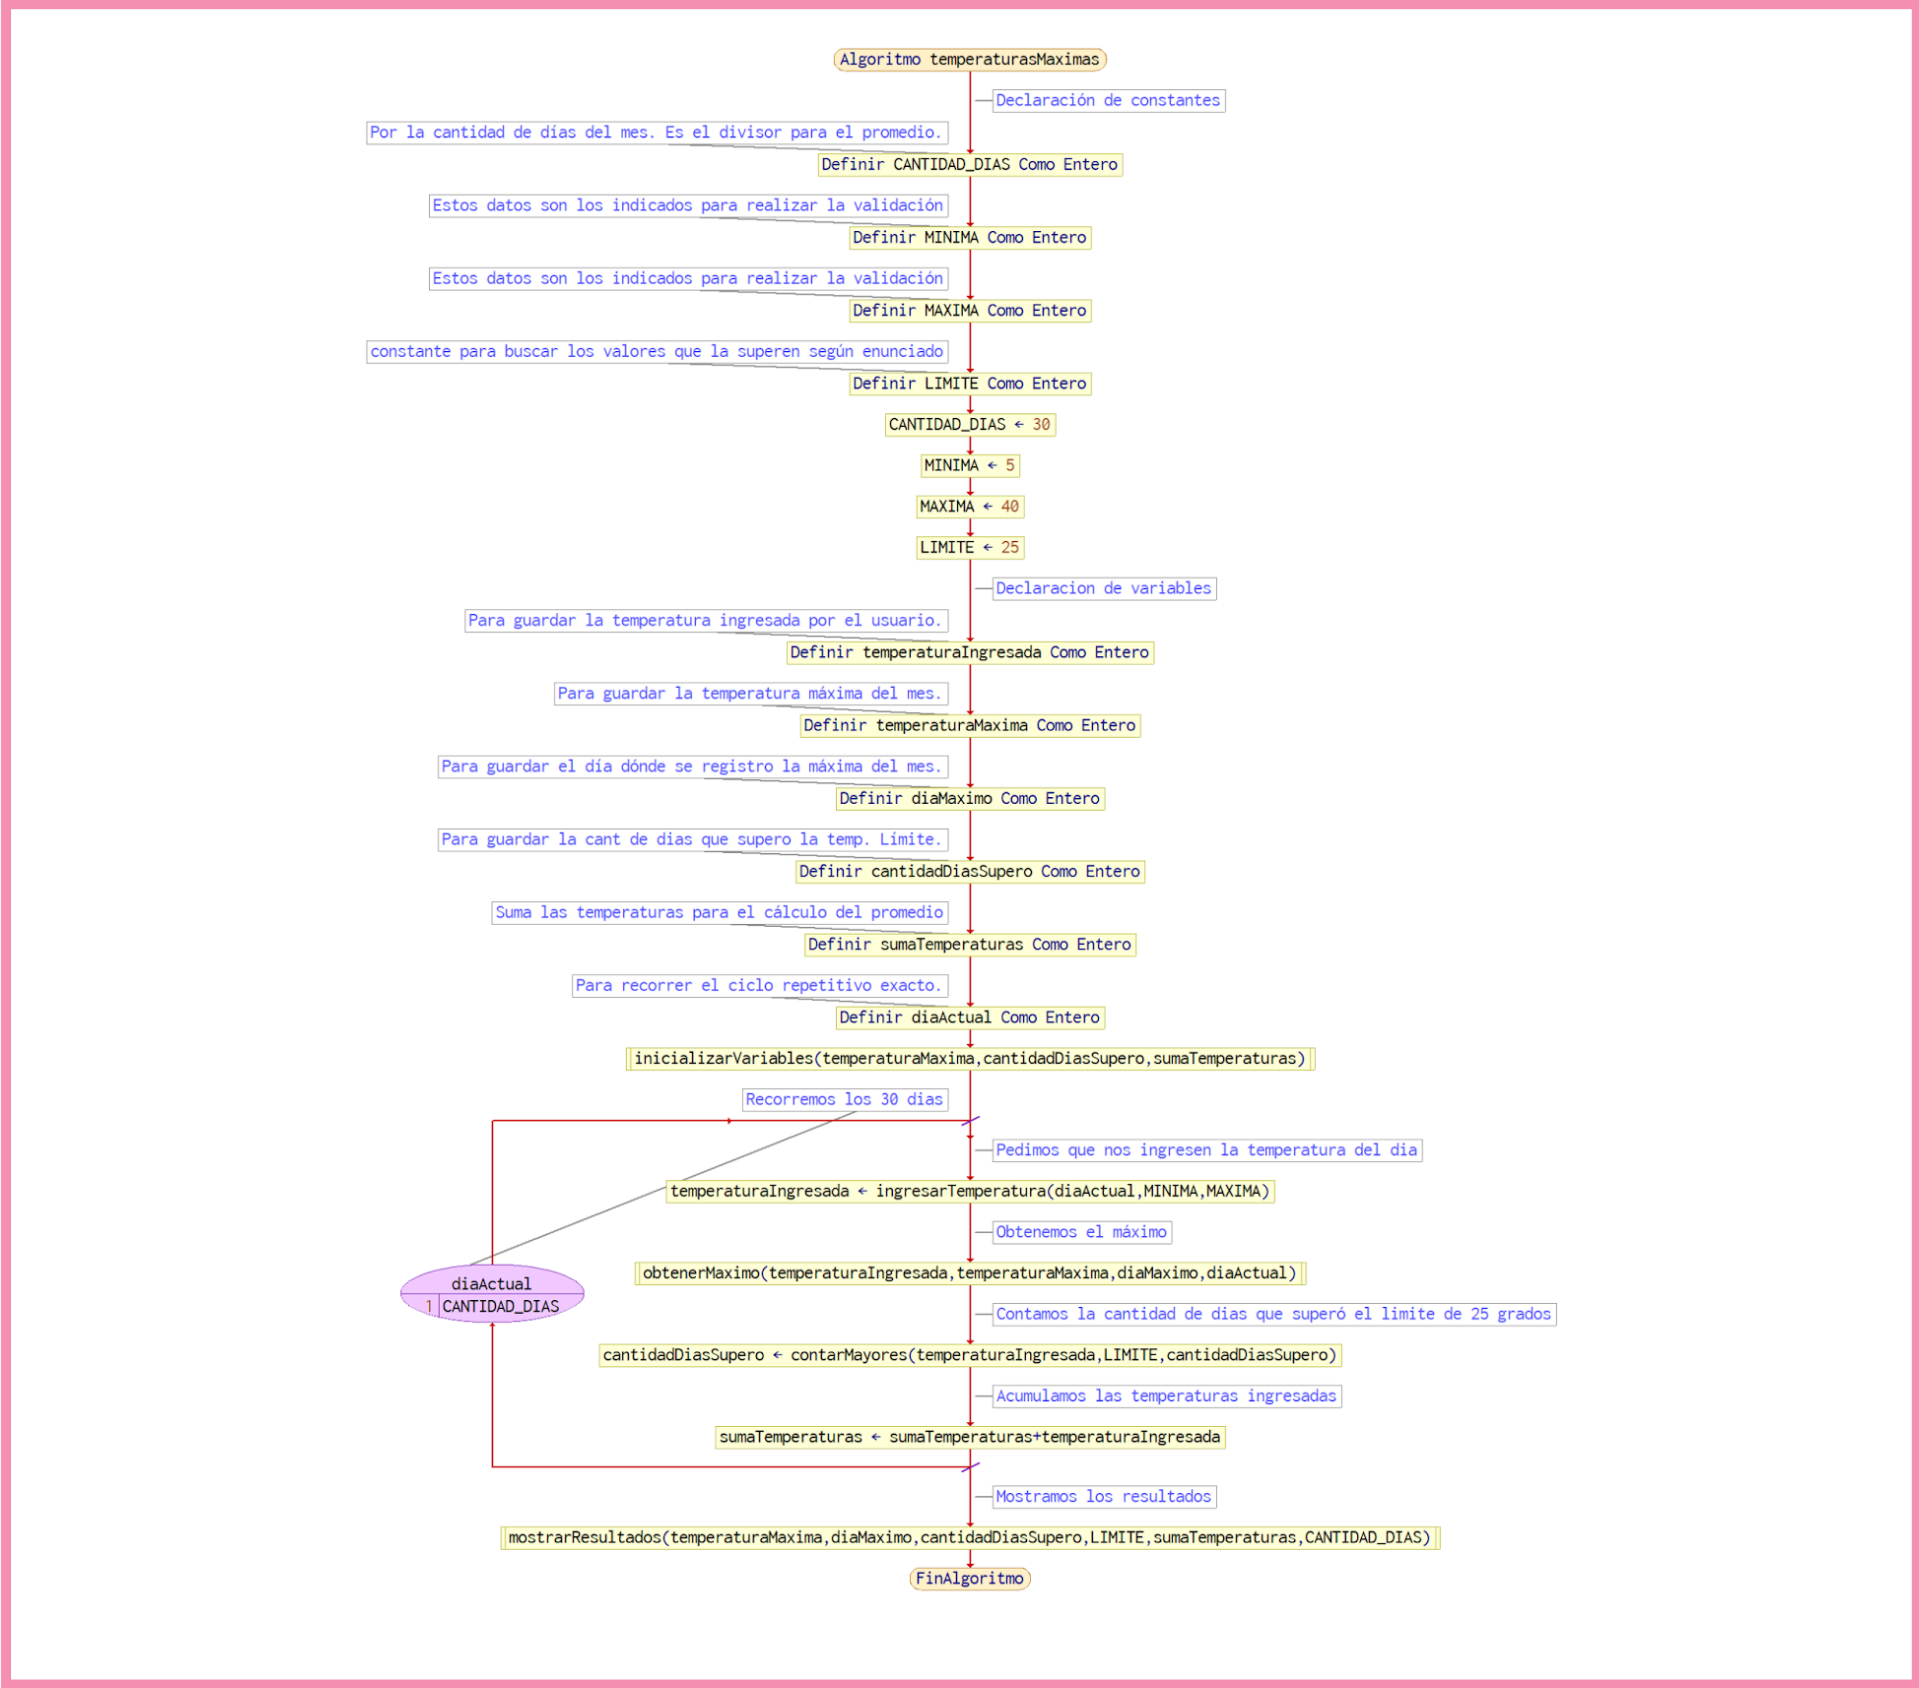 Algoritmo temperaturasMaximas
Declaración de constantes
Por la cantidad de días del mes. Es el divisor para el promedio.
Definir CANTIDAD_DIAS Como Entero
Estos datos son los indicados para realizar la validación
Definir MINIMA Como Entero
Estos datos son los indicados para realizar la validación
Definir MAXIMA Como Entero
constante para buscar los valores que la superen según enunciado
Definir LIMITE Como Entero
CANTIDAD_DIAS ← 30
MINIMA ← 5
MAXIMA ← 40
LIMITE ← 25
Declaracion de variables
Para guardar la temperatura ingresada por el usuario.
Definir temperaturaIngresada Como Entero
Para guardar la temperatura máxima del mes.
Definir temperaturaMaxima Como Entero
Para guardar el día dónde se registro la máxima del mes.
Definir diaMaximo Como Entero
Para guardar la cant de dias que supero la temp. Límite.
Definir cantidadDiasSupero Como Entero
Suma las temperaturas para el cálculo del promedio
Definir sumaTemperaturas Como Entero
Para recorrer el ciclo repetitivo exacto.
Definir diaActual Como Entero
inicializarVariables(temperaturaMaxima,cantidadDiasSupero,sumaTemperaturas)
Recorremos los 30 dias
Pedimos que nos ingresen la temperatura del dia
temperaturaIngresada ← ingresarTemperatura(diaActual,MINIMA,MAXIMA)
Obtenemos el máximo
obtenerMaximo(temperaturaIngresada,temperaturaMaxima,diaMaximo,diaActual)
diaActual
1 CANTIDAD_DIAS
Contamos la cantidad de dias que superó el limite de 25 grados
cantidadDiasSupero ← contarMayores(temperaturaIngresada,LIMITE,cantidadDiasSupero)
Acumulamos las temperaturas ingresadas
sumaTemperaturas ← sumaTemperaturas+temperaturaIngresada
Mostramos los resultados
mostrarResultados(temperaturaMaxima,diaMaximo,cantidadDiasSupero,LIMITE,sumaTemperaturas,CANTIDAD_DIAS)
FinAlgoritmo